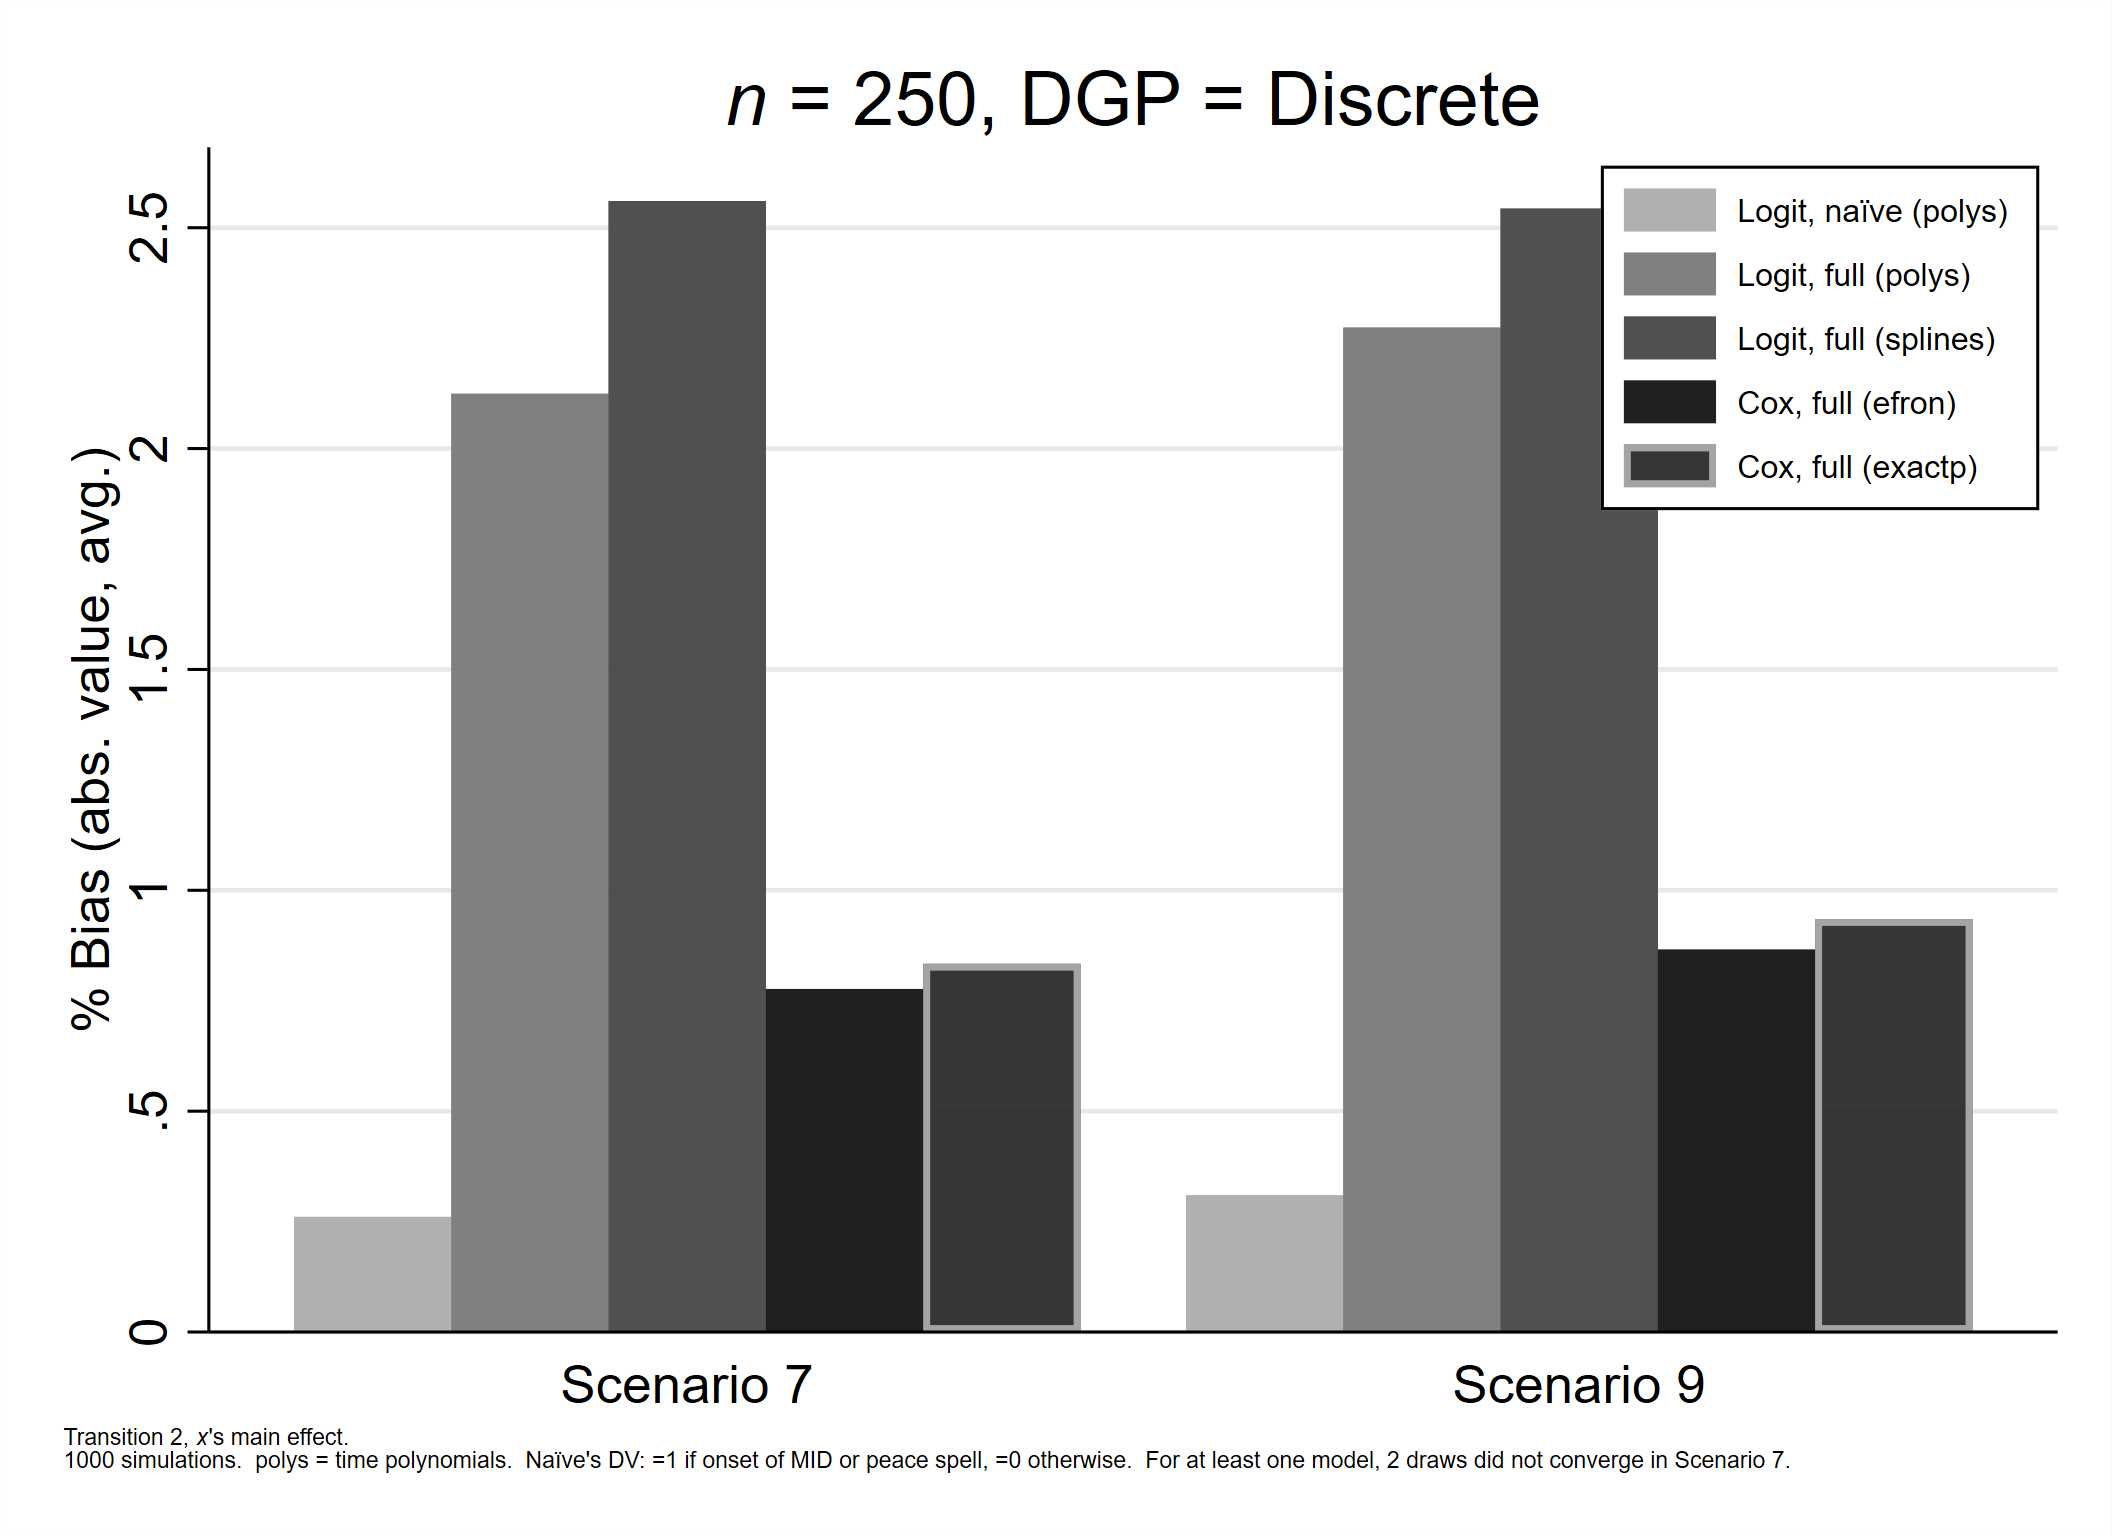 n = 250, DGP = Discrete
% Bias (abs. value, avg.)
2.5
2
1.5
1
.5
0
Logit, naïve (polys)
Logit, full (polys)
Logit, full (splines)
Cox, full (efron)
Cox, full (exactp)
Scenario 7
Scenario 9
Transition 2, x's main effect.
1000 simulations.  polys = time polynomials.  Naïve's DV: =1 if onset of MID or peace spell, =0 otherwise.  For at least one model, 2 draws did not converge in Scenario 7.